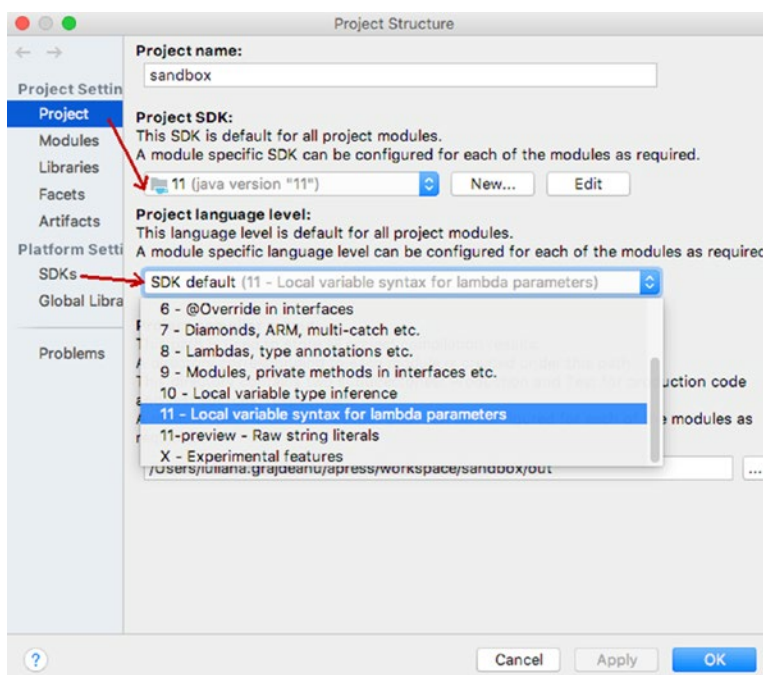 Project Structure
Project name:
sandbox
Project Settin
Project
Modules
Libraries
Facets
Artifacts
Platform Setti
SDKs
Global Libra
Problems
Project SDK:
This SDK is default for all project modules.
A module specific SDK can be configured for each of the modules as required.
11 (java version "11")
New...
Edit
Project language level:
This language level is default for all project modules.
A module specific language level can be configured for each of the modules as required
SDK default (11 - Local variable syntax for lambda parameters)
6 - @Override in interfaces
7 - Diamonds, ARM, multi-catch etc.
8 - Lambdas, type annotations etc.
9 - Modules, private methods in interfaces etc.
10 - Local variable type inference
11 - Local variable syntax for lambda parameters
11-preview - Raw string literals
X - Experimental features
uction code
modules as
/Users/iuliana.grajdeanu/apress/workspace/sandbox/out
...
?
Cancel
Apply
OK